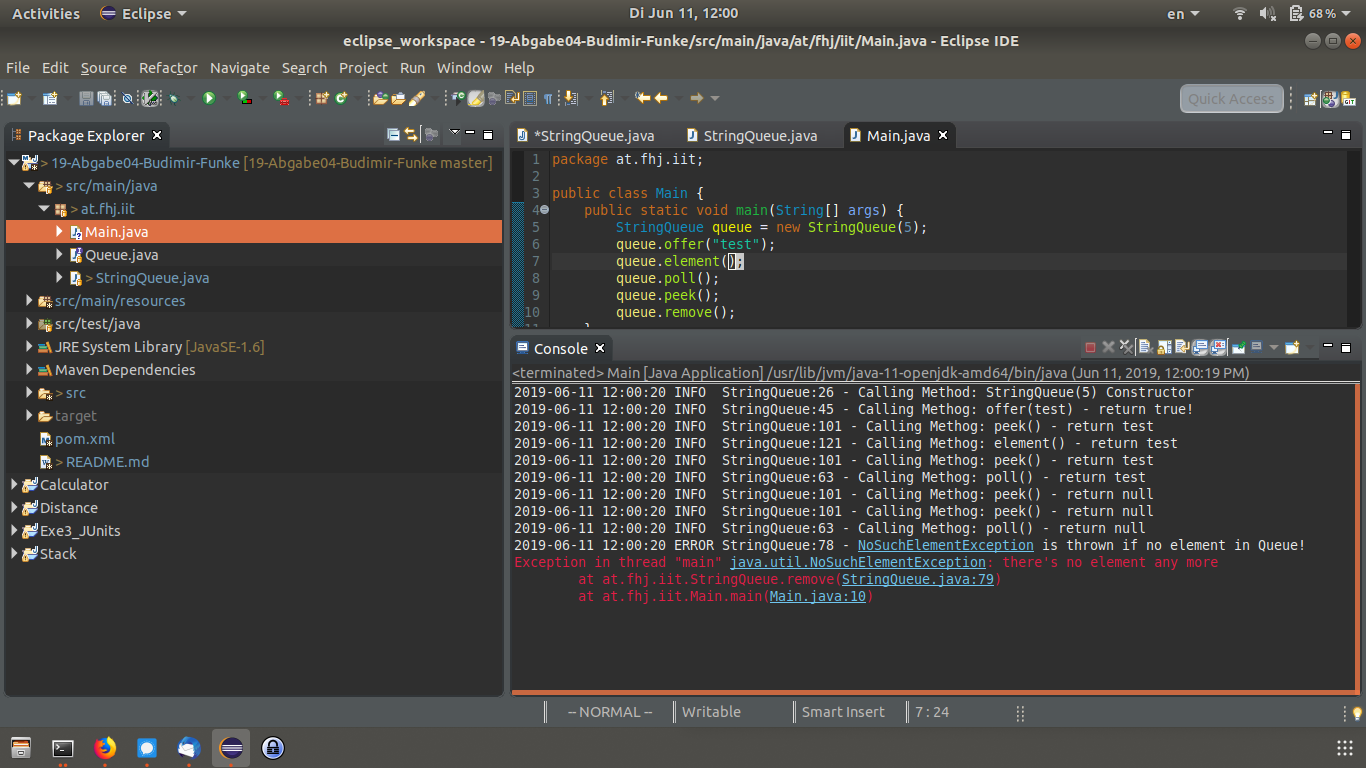 Activities Eclipse Di Jun 11, 12:00 en 68%
eclipse_workspace - 19-Abgabe04-Budimir-Funke/src/main/java/at/fhj/iit/Main.java - Eclipse IDE
File Edit Source Refactor Navigate Search Project Run Window Help
Quick Access
Package Explorer
> 19-Abgabe04-Budimir-Funke [19-Abgabe04-Budimir-Funke master]
> src/main/java
> at.fhj.iit
Main.java
Queue.java
> StringQueue.java
src/main/resources
src/test/java
JRE System Library [JavaSE-1.6]
Maven Dependencies
> src
target
pom.xml
> README.md
Calculator
Distance
Exe3_JUnits
Stack
*StringQueue.java StringQueue.java Main.java
1 package at.fhj.iit;
2
3 public class Main {
4 public static void main(String[] args) {
5 StringQueue queue = new StringQueue(5);
6 queue.offer("test");
7 queue.element();
8 queue.poll();
9 queue.peek();
10 queue.remove();
11 }
Console
<terminated> Main [Java Application] /usr/lib/jvm/java-11-openjdk-amd64/bin/java (Jun 11, 2019, 12:00:19 PM)
2019-06-11 12:00:20 INFO StringQueue:26 - Calling Method: StringQueue(5) Constructor
2019-06-11 12:00:20 INFO StringQueue:45 - Calling Methog: offer(test) - return true!
2019-06-11 12:00:20 INFO StringQueue:101 - Calling Methog: peek() - return test
2019-06-11 12:00:20 INFO StringQueue:121 - Calling Methog: element() - return test
2019-06-11 12:00:20 INFO StringQueue:101 - Calling Methog: peek() - return test
2019-06-11 12:00:20 INFO StringQueue:63 - Calling Methog: poll() - return test
2019-06-11 12:00:20 INFO StringQueue:101 - Calling Methog: peek() - return null
2019-06-11 12:00:20 INFO StringQueue:101 - Calling Methog: peek() - return null
2019-06-11 12:00:20 INFO StringQueue:63 - Calling Methog: poll() - return null
2019-06-11 12:00:20 ERROR StringQueue:78 - NoSuchElementException is thrown if no element in Queue!
Exception in thread "main" java.util.NoSuchElementException: there's no element any more
at at.fhj.iit.StringQueue.remove(StringQueue.java:79)
at at.fhj.iit.Main.main(Main.java:10)
-- NORMAL -- Writable Smart Insert 7 : 24